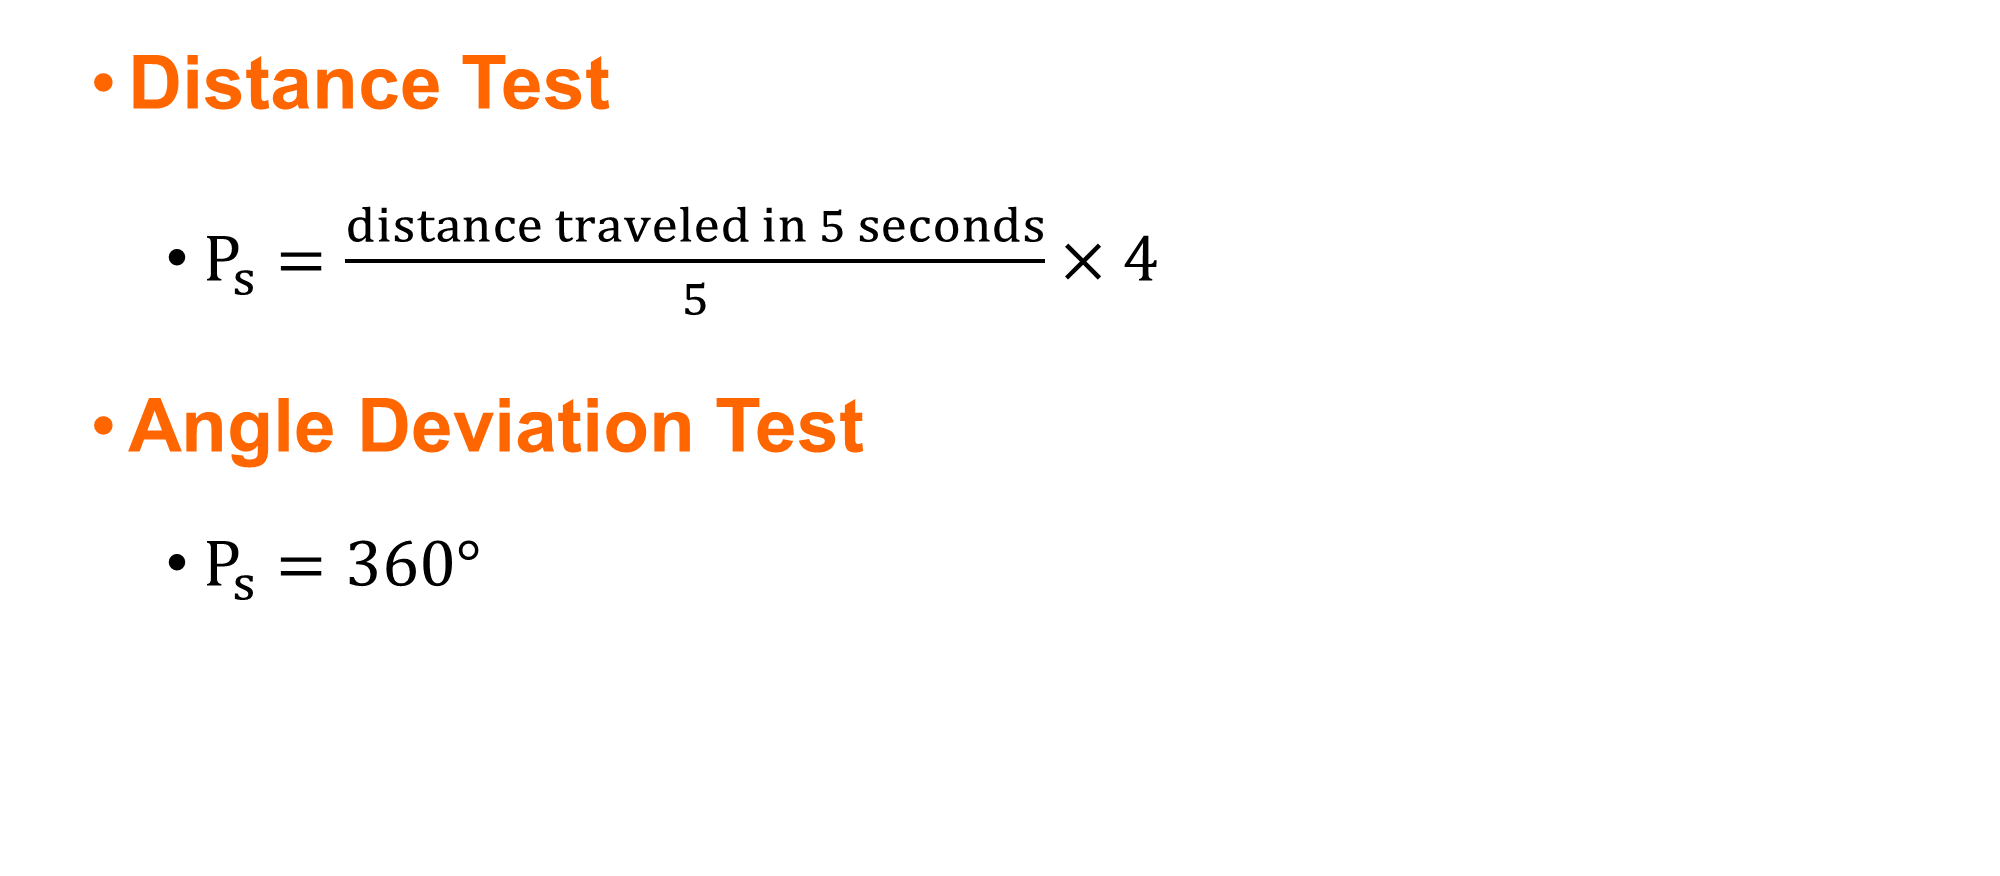 • Distance Test
• Pₛ = distance traveled in 5 seconds / 5 × 4
• Angle Deviation Test
• Pₛ = 360°